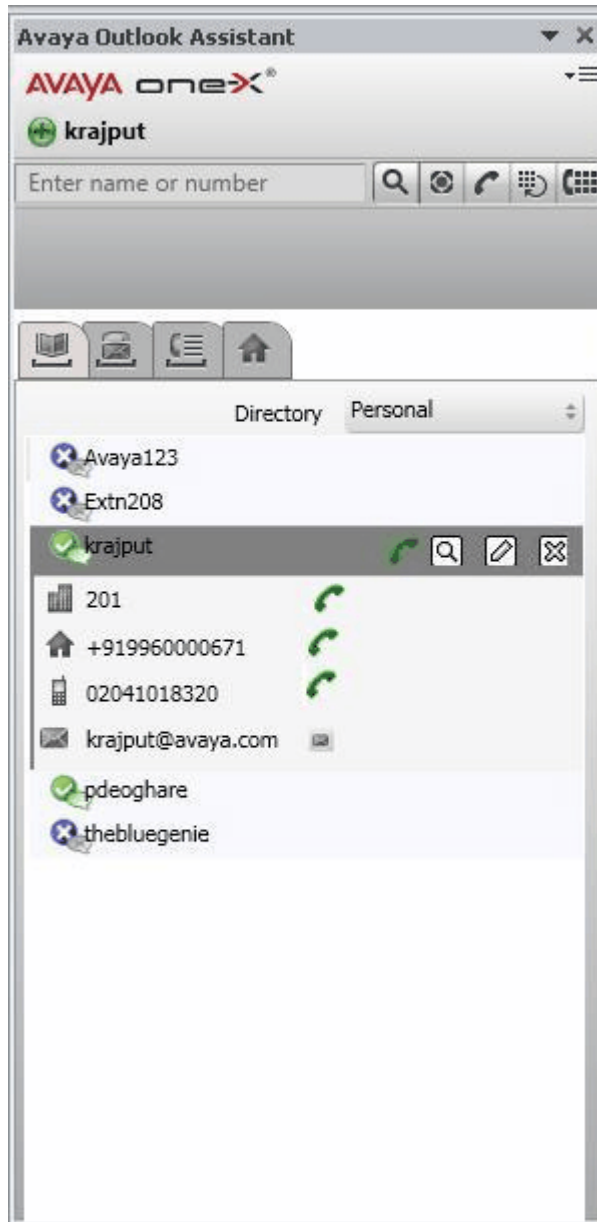 Avaya Outlook Assistant
AVAYA one-X®
krajput
Enter name or number
Directory Personal
Avaya123
Extn208
krajput
201
+919960000671
02041018320
krajput@avaya.com
pdeoghare
thebluegenie